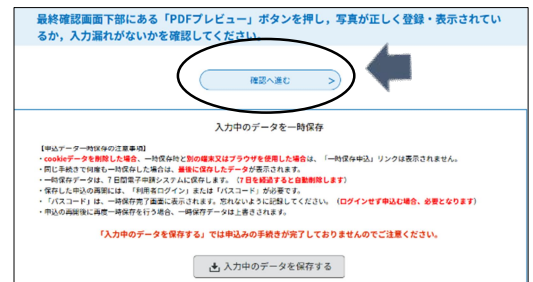 最終確認画面下部にある「PDFプレビュー」ボタンを押し，写真が正しく登録・表示されてい
るか，入力漏れがないかを確認してください。
確認へ進む >
入力中のデータを一時保存
【申込データ一時保存の注意事項】
・cookieデータを削除した場合、一時保存時と別の端末又はブラウザを使用した場合は、「一時保存申込」リンクは表示されません。
・同じ手続きで何度も一時保存した場合は、最後に保存したデータが表示されます。
・一時保存データは、7日間電子申請システムに保存します。（7日を経過すると自動削除します）
・保存した申込の再開には、「利用者ログイン」または「パスコード」が必要です。
・「パスコード」は、一時保存完了画面に表示されます。忘れないように記録してください。（ログインせず申込む場合、必要となります）
・申込の再開後に再度一時保存を行う場合、一時保存データは上書きされます。
「入力中のデータを保存する」では申込みの手続きが完了しておりませんのでご注意ください。
入力中のデータを保存する